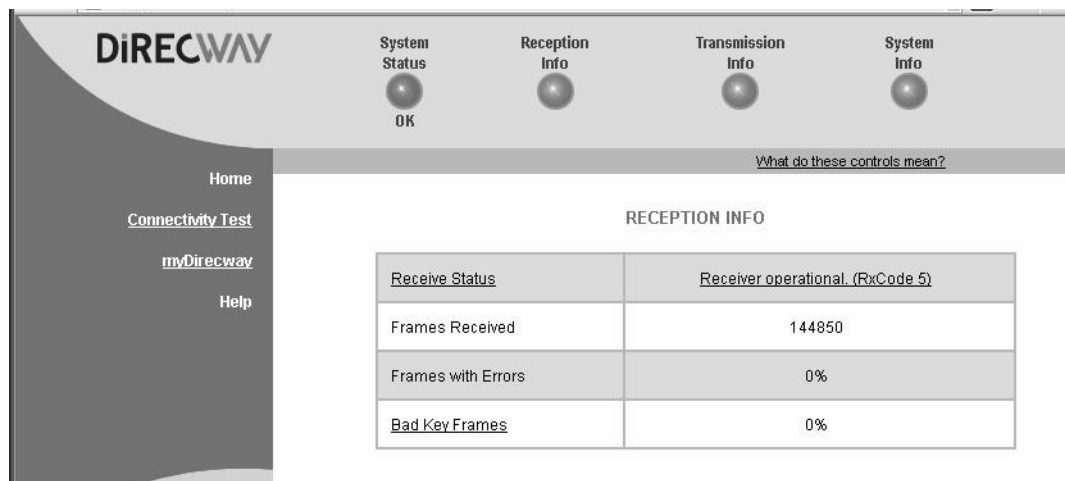 DiRECWAY
System Status
OK
Reception Info
Transmission Info
System Info
What do these controls mean?
Home
Connectivity Test
myDirecway
Help
RECEPTION INFO
Receive Status Receiver operational. (RxCode 5)
Frames Received 144850
Frames with Errors 0%
Bad Key Frames 0%